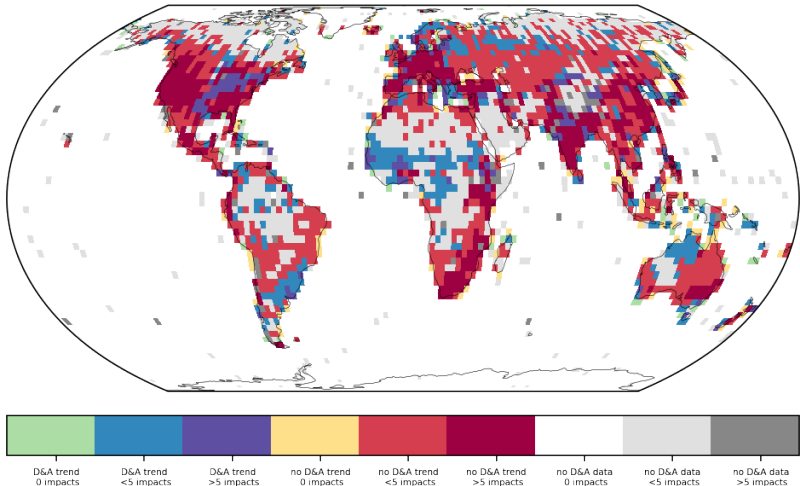 D&A trend
0 impacts
D&A trend
<5 impacts
D&A trend
>5 impacts
no D&A trend
0 impacts
no D&A trend
<5 impacts
no D&A trend
>5 impacts
no D&A data
0 impacts
no D&A data
<5 impacts
no D&A data
>5 impacts